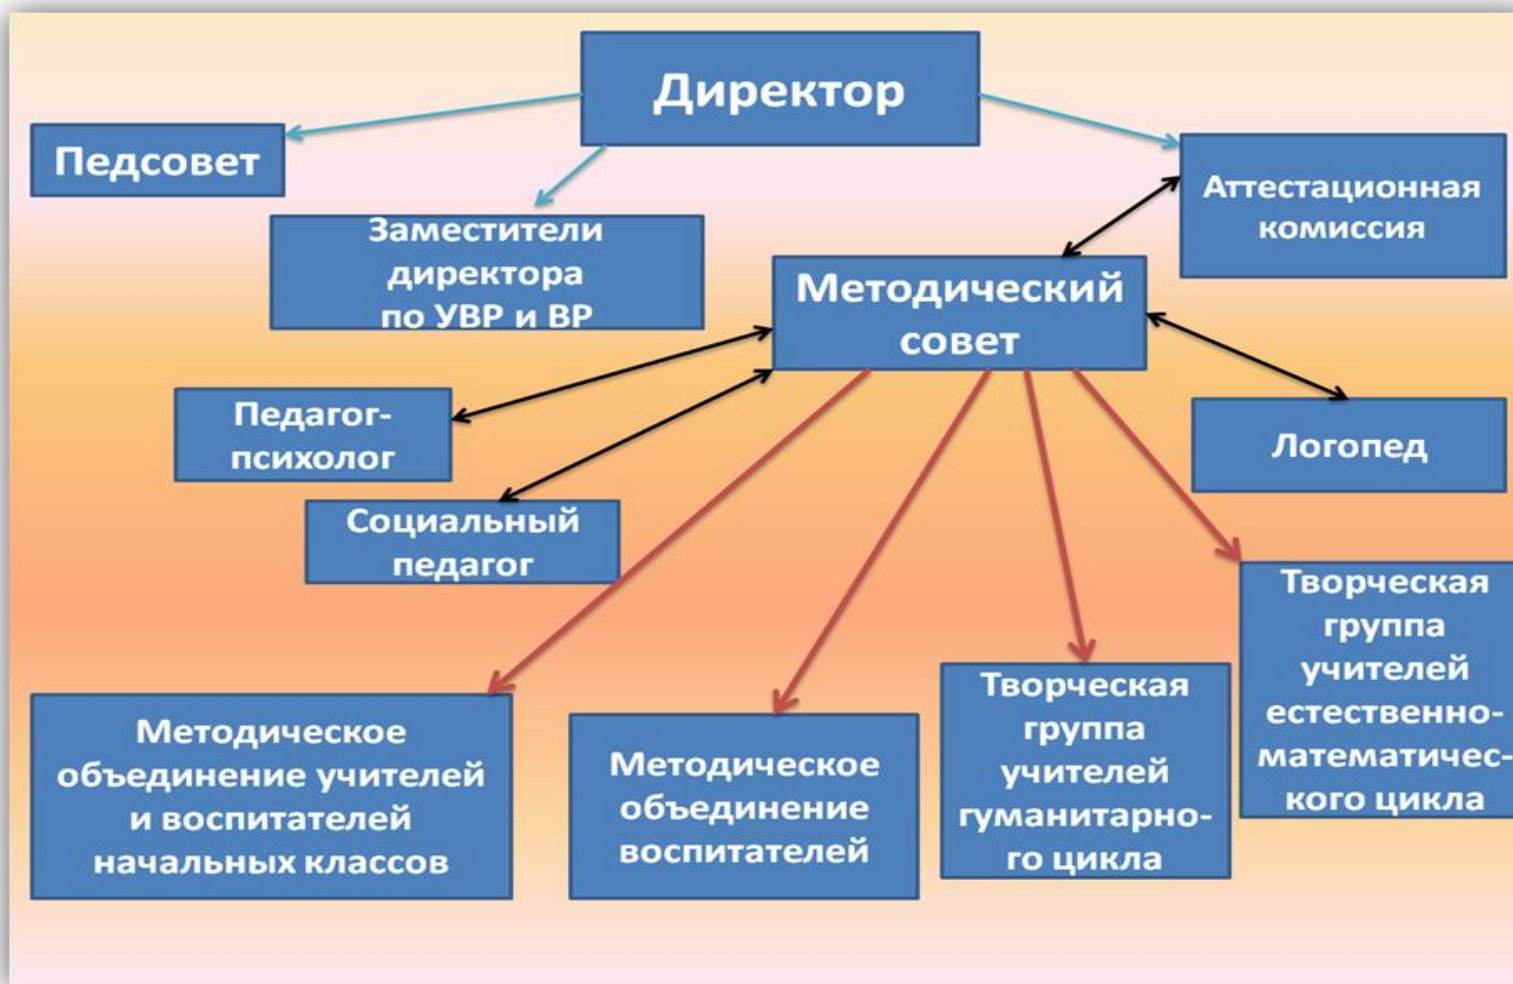 Директор
Педсовет
Аттестационная
комиссия
Заместители
директора
по УВР и ВР
Методический
совет
Педагог-
психолог
Логопед
Социальный
педагог
Методическое
объединение учителей
и воспитателей
начальных классов
Методическое
объединение
воспитателей
Творческая
группа
учителей
гуманитарно-
го цикла
Творческая
группа
учителей
естественно-
математичес-
кого цикла